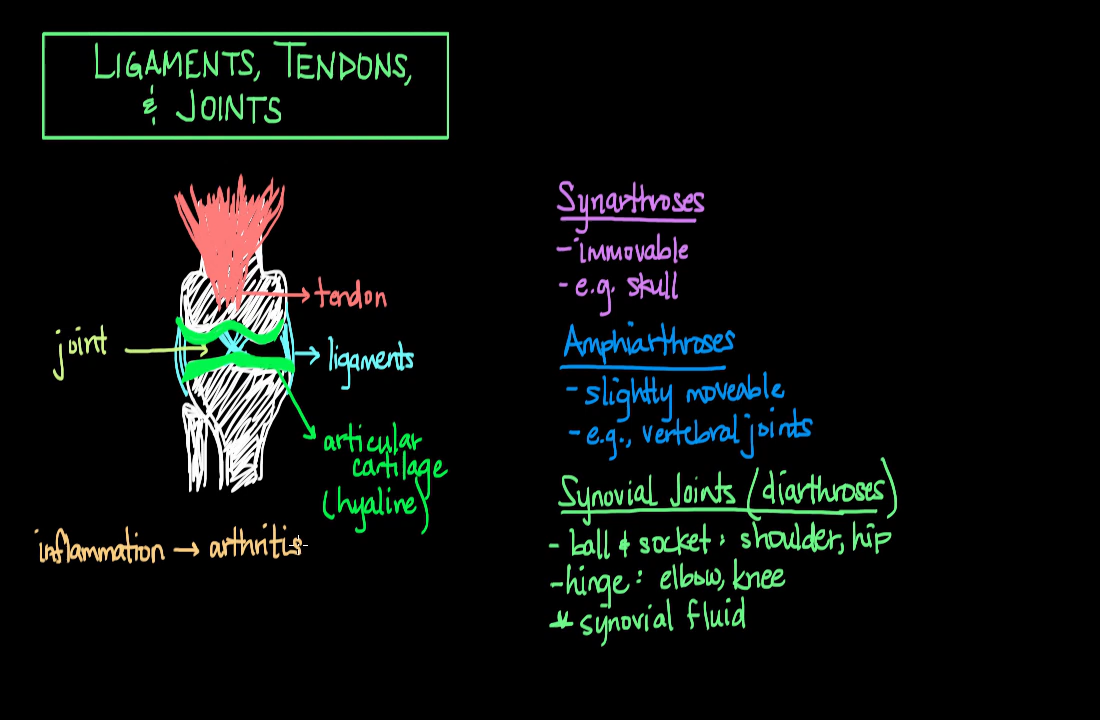 LIGAMENTS, TENDONS,
& JOINTS
tendon
joint
ligaments
articular
cartilage
(hyaline)
inflammation → arthritis
Synarthroses
- immovable
- e.g. skull
Amphiarthroses
- slightly moveable
- e.g., vertebral joints
Synovial Joints (diarthroses)
- ball & socket : shoulder, hip
- hinge : elbow, knee
* synovial fluid